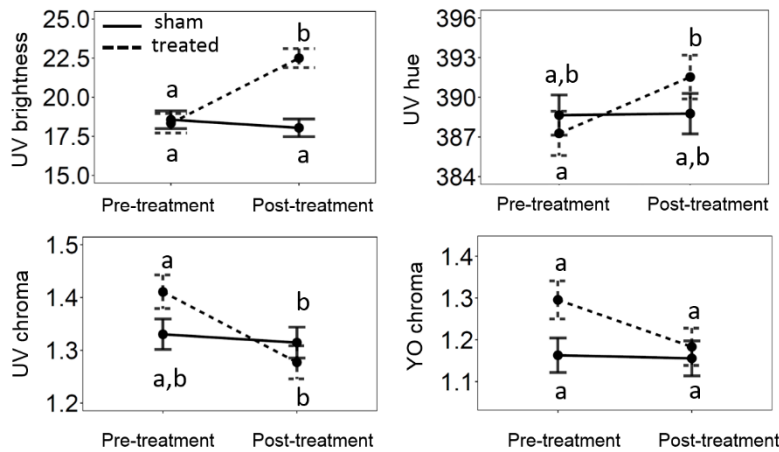 25.0
22.5
20.0
17.5
15.0
UV brightness
sham
treated
a
b
a
a
Pre-treatment
Post-treatment
396
393
390
387
384
UV hue
a,b
b
a
a,b
Pre-treatment
Post-treatment
1.5
1.4
1.3
1.2
UV chroma
a
b
a,b
b
Pre-treatment
Post-treatment
1.4
1.3
1.2
1.1
YO chroma
a
a
a
a
Pre-treatment
Post-treatment